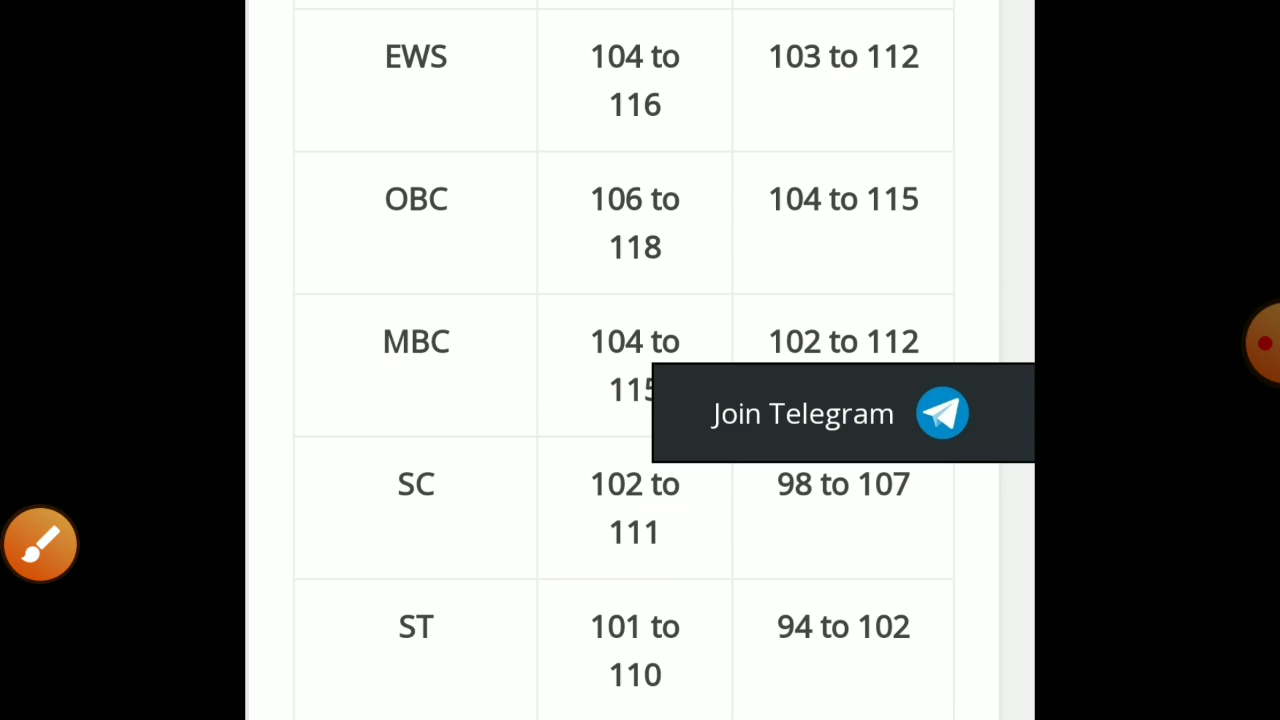 EWS 104 to 103 to 112
116
OBC 106 to 104 to 115
118
MBC 104 to 102 to 112
115
Join Telegram
SC 102 to 98 to 107
111
ST 101 to 94 to 102
110